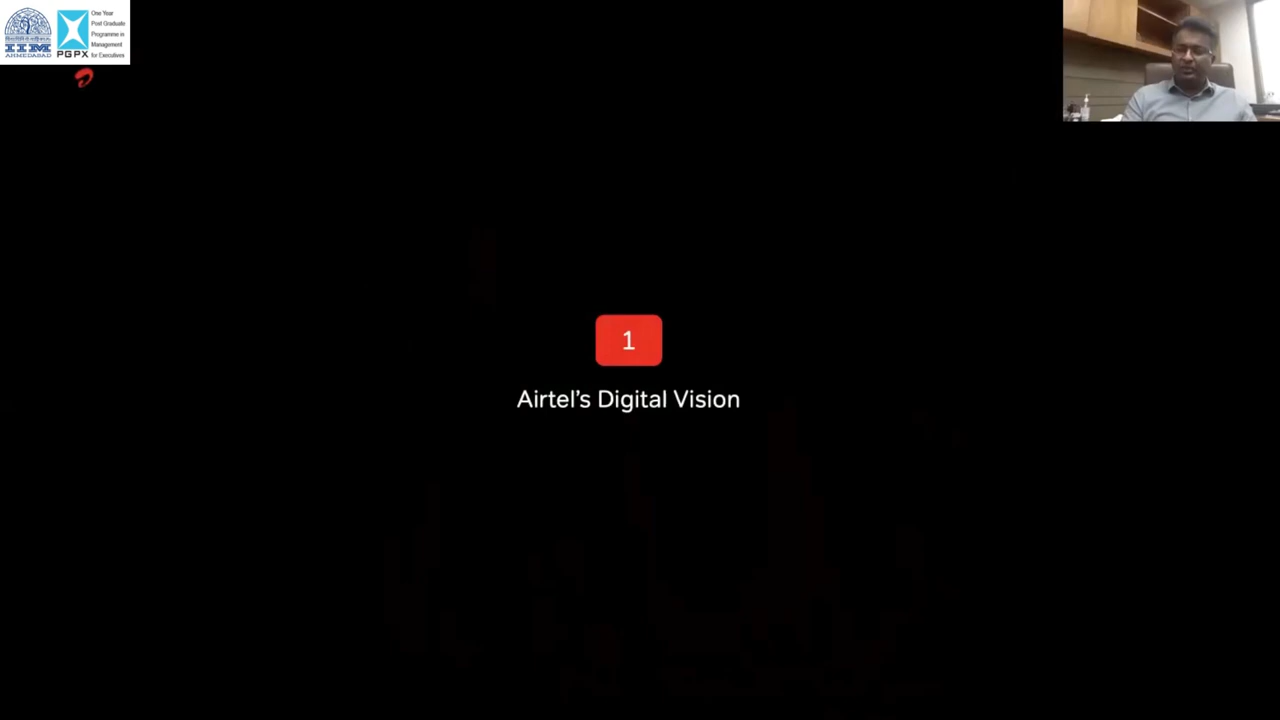 IIM
AHMEDABAD
PGPX
One Year
Post Graduate
Programme in
Management
for Executives
1
Airtel's Digital Vision